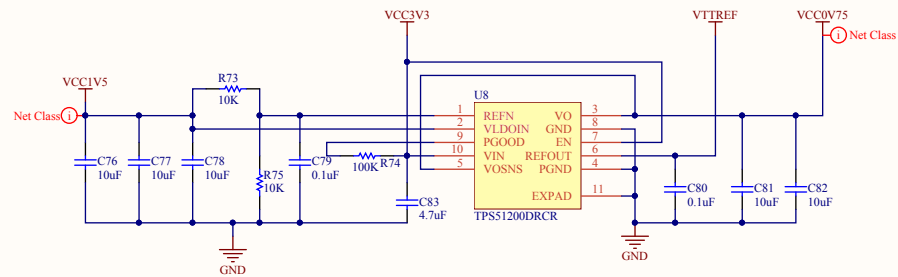 VCC3V3
VTTREF
VCC0V75
Net Class
VCC1V5
Net Class
R73
10K
U8
1
REFN
VO
3
2
VLDOIN
GND
8
9
PGOOD
EN
7
10
VIN
REFOUT
6
5
VOSNS
PGND
4
EXPAD
11
TPS51200DRCR
C76
10uF
C77
10uF
C78
10uF
R75
10K
C79
0.1uF
100K
R74
C83
4.7uF
C80
0.1uF
C81
10uF
C82
10uF
GND
GND